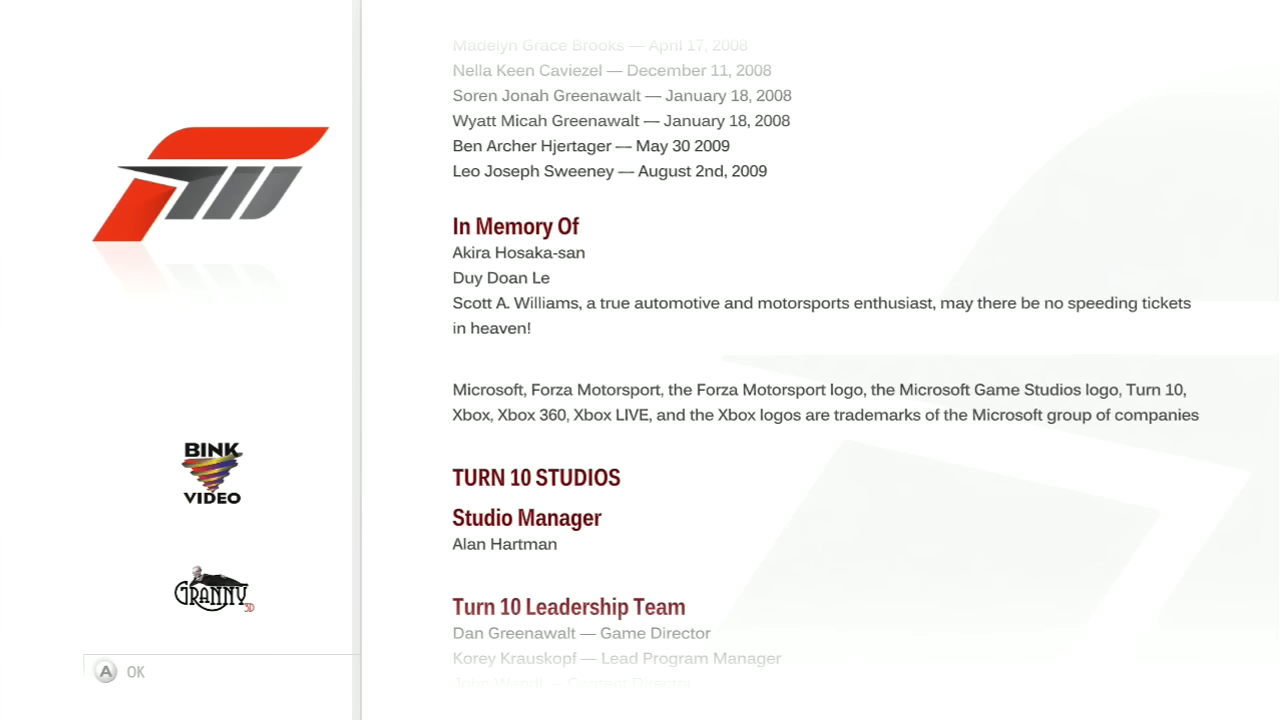 Madelyn Grace Brooks — April 17, 2008
Nella Keen Caviezel — December 11, 2008
Soren Jonah Greenawalt — January 18, 2008
Wyatt Micah Greenawalt — January 18, 2008
Ben Archer Hjertager — May 30 2009
Leo Joseph Sweeney — August 2nd, 2009
In Memory Of
Akira Hosaka-san
Duy Doan Le
Scott A. Williams, a true automotive and motorsports enthusiast, may there be no speeding tickets
in heaven!
Microsoft, Forza Motorsport, the Forza Motorsport logo, the Microsoft Game Studios logo, Turn 10,
Xbox, Xbox 360, Xbox LIVE, and the Xbox logos are trademarks of the Microsoft group of companies
TURN 10 STUDIOS
Studio Manager
Alan Hartman
Turn 10 Leadership Team
Dan Greenawalt — Game Director
Korey Krauskopf — Lead Program Manager
John Wendl — Content Director
BINK
VIDEO
GRANNY
3D
A OK